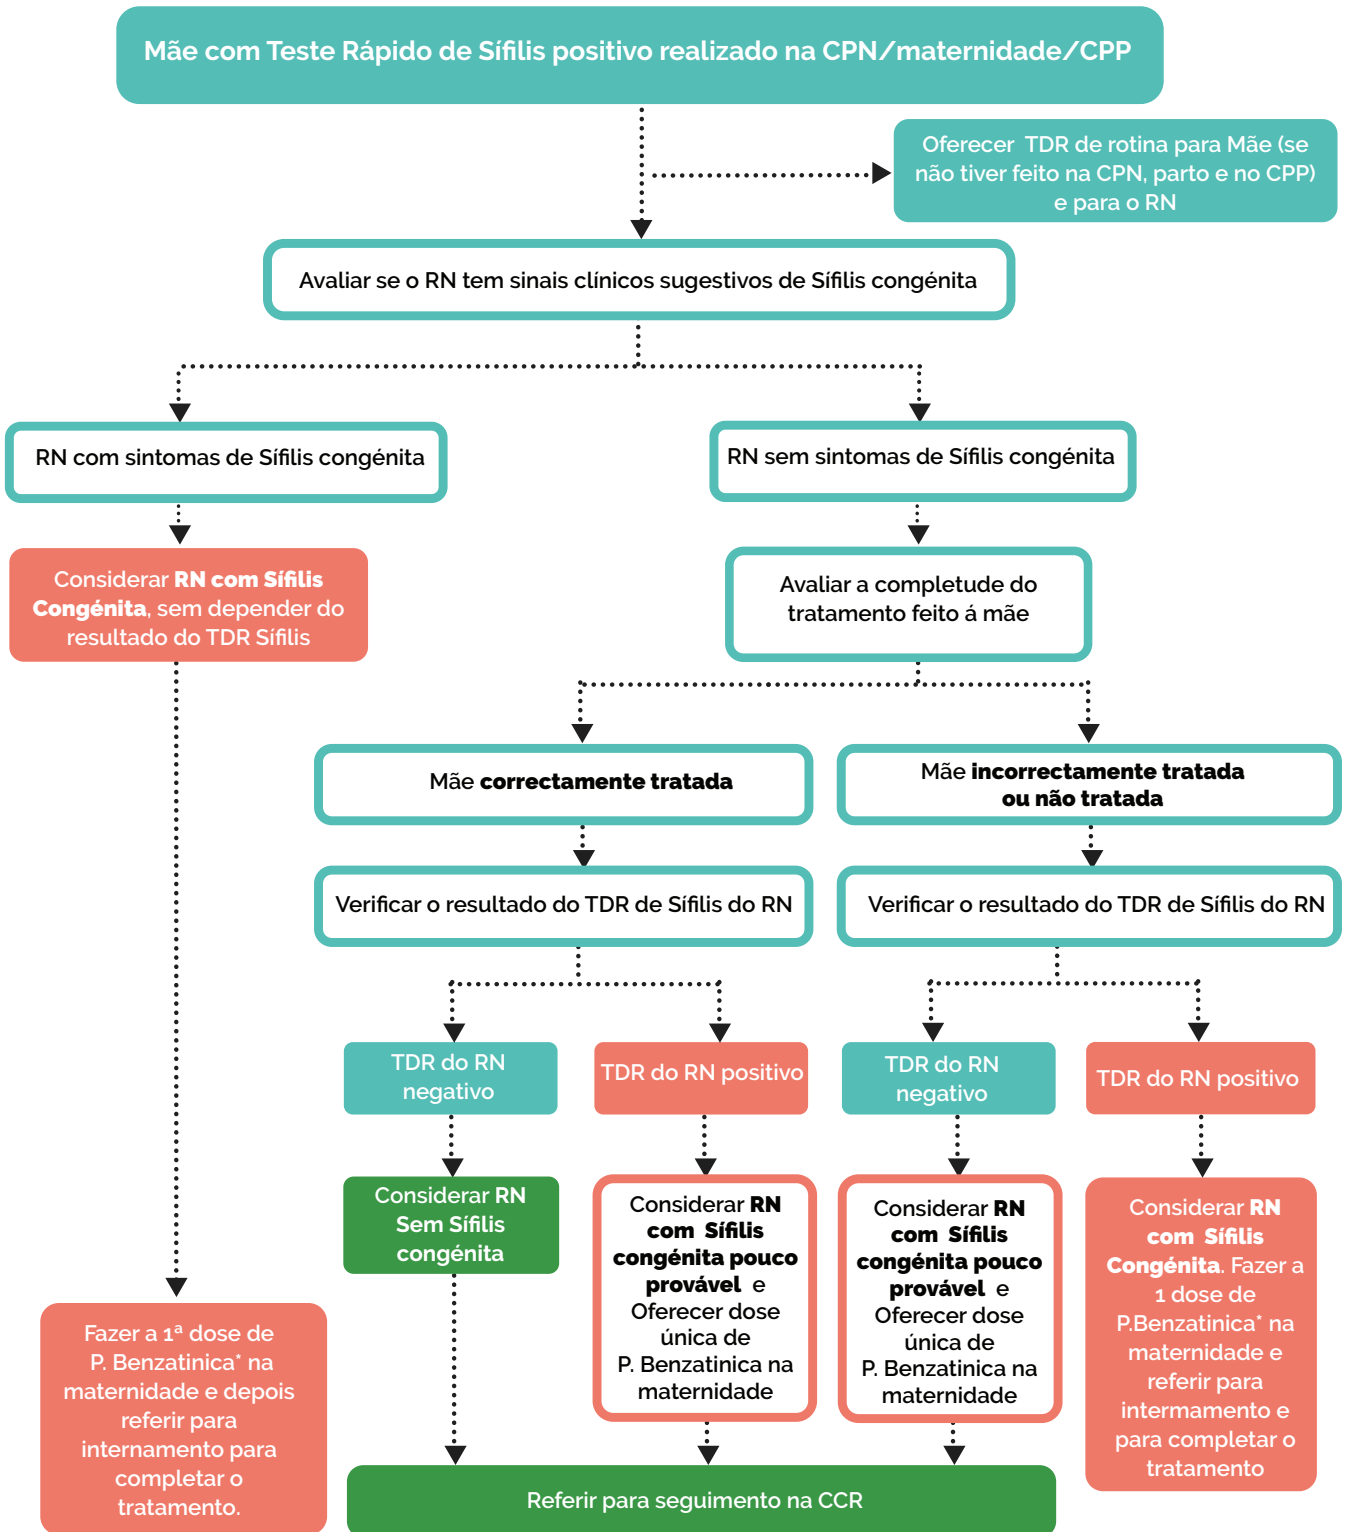 Mãe com Teste Rápido de Sífilis positivo realizado na CPN/maternidade/CPP
Oferecer TDR de rotina para Mãe (se
não tiver feito na CPN, parto e no CPP)
e para o RN
Avaliar se o RN tem sinais clínicos sugestivos de Sífilis congénita
RN com sintomas de Sífilis congénita
RN sem sintomas de Sífilis congénita
Considerar RN com Sífilis
Congénita, sem depender do
resultado do TDR Sífilis
Avaliar a completude do
tratamento feito á mãe
Mãe correctamente tratada
Mãe incorrectamente tratada
ou não tratada
Verificar o resultado do TDR de Sífilis do RN
Verificar o resultado do TDR de Sífilis do RN
TDR do RN
negativo
TDR do RN positivo
TDR do RN
negativo
TDR do RN positivo
Considerar RN
Sem Sífilis
congénita
Considerar RN
com Sífilis
congénita pouco
provável e
Oferecer dose
única de
P. Benzatinica na
maternidade
Considerar RN
com Sífilis
congénita pouco
provável e
Oferecer dose
única de
P. Benzatinica na
maternidade
Considerar RN
com Sífilis
Congénita. Fazer a
1 dose de
P.Benzatinica* na
maternidade e
referir para
intermamento e
para completar o
tratamento
Fazer a 1ª dose de
P. Benzatinica* na
maternidade e depois
referir para
internamento para
completar o
tratamento.
Referir para seguimento na CCR